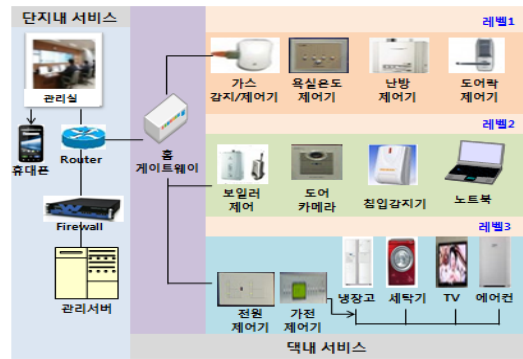 단지내 서비스
레벨1
가스
감지/제어기
욕실온도
제어기
난방
제어기
도어락
제어기
관리실
휴대폰
Router
홈
게이트웨이
레벨2
보일러
제어
도어
카메라
침입감지기
노트북
Firewall
관리서버
레벨3
전원
제어기
가전
제어기
냉장고
세탁기
TV
에어컨
댁내 서비스